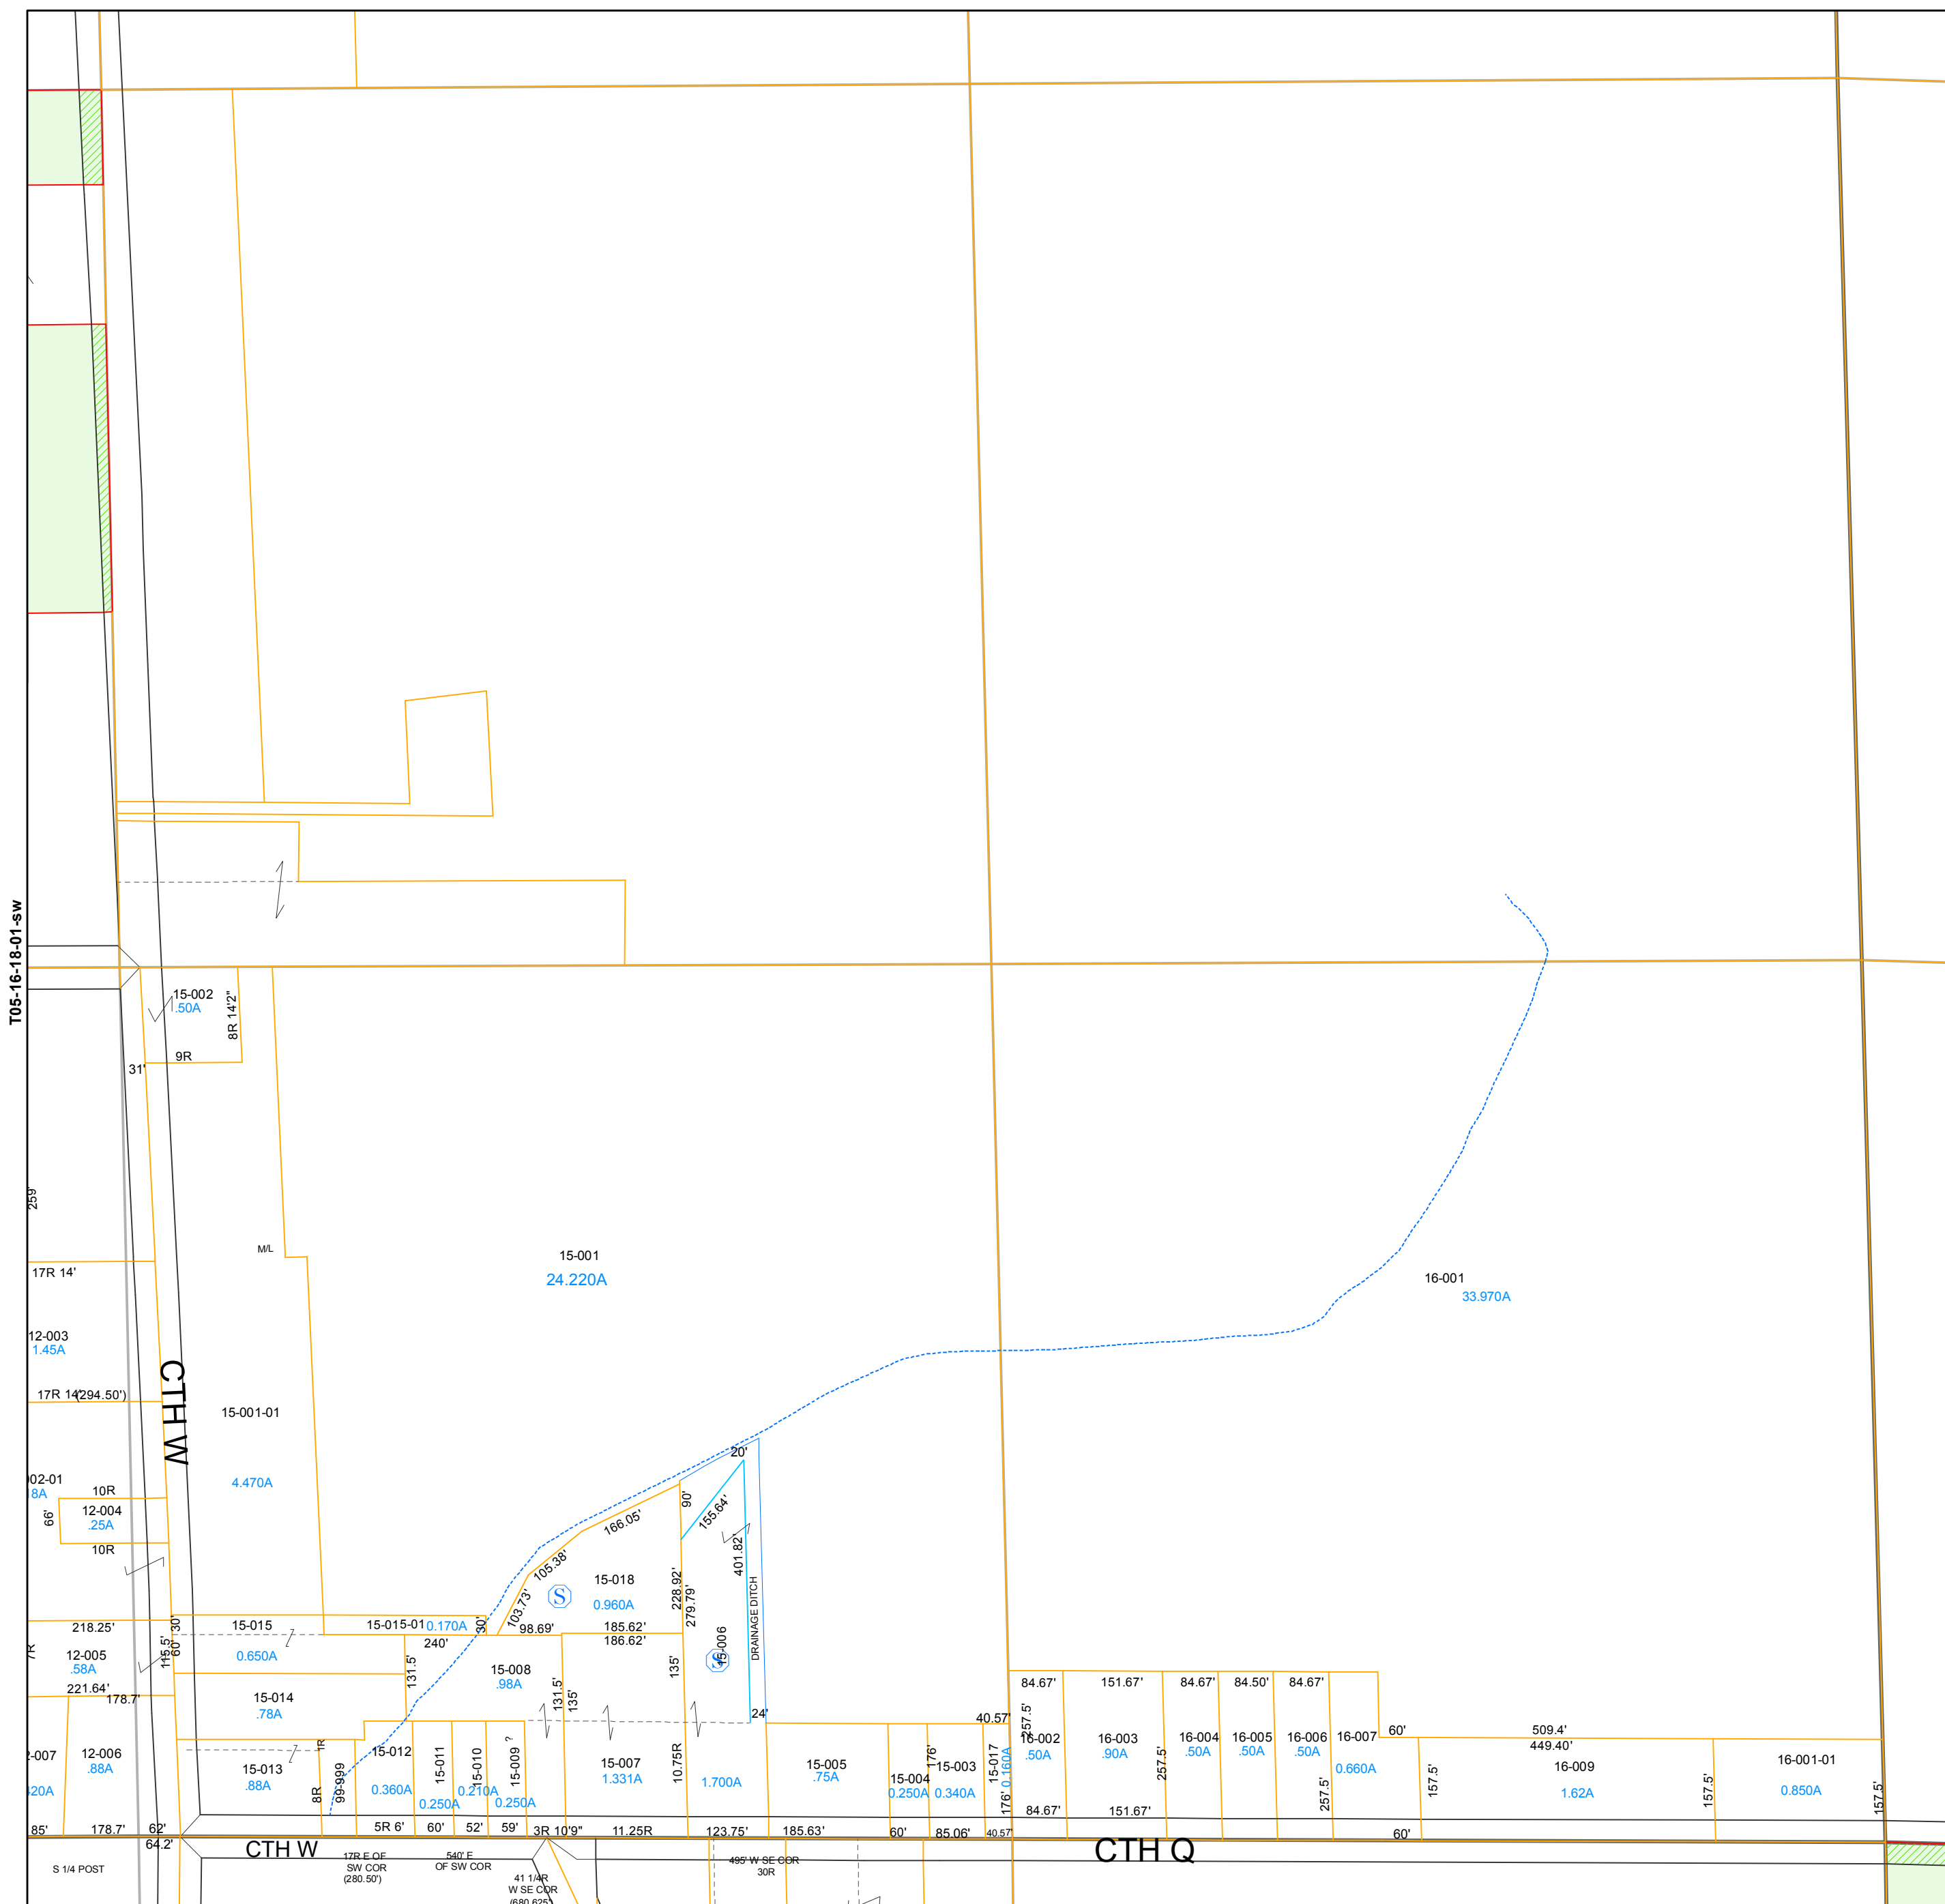 T05-16-18-01-sw
15-002
.50A
8R 14'2"
9R
31'
259'
17R 14'
M/L
15-001
24.220A
16-001
33.970A
12-003
1.45A
17R 14'
(294.50')
CTH W
15-001-01
4.470A
02-01
8A
10R
66'
12-004
.25A
10R
20'
90'
155.64'
166.05'
105.38'
103.73'
401.82'
15-018
0.960A
S
228.92'
279.79'
DRAINAGE DITCH
15-006
S
218.25'
30'
60'
115.5'
15-015
0.650A
15-015-01
0.170A
30'
98.69'
185.62'
186.62'
240'
7R
12-005
.58A
221.64'
178.7'
131.5'
15-008
.98A
131.5'
135'
135'
15-014
.78A
24'
40.57'
257.5'
84.67'
151.67'
84.67'
84.50'
84.67'
16-002
.50A
16-003
.90A
16-004
.50A
16-005
.50A
16-006
.50A
16-007
0.660A
60'
509.4'
449.40'
16-009
1.62A
16-001-01
0.850A
257.5'
257.5'
157.5'
157.5'
157.5'
2-007
420A
12-006
.88A
15-013
.88A
1R
8R
99-999
15-012
0.360A
15-011
0.250A
15-010
0.210A
15-009
?
0.250A
15-007
1.331A
10.75R
1.700A
15-005
.75A
15-004
0.250A
176'
15-003
0.340A
15-017
176'
0.160A
84.67'
151.67'
85'
178.7'
62'
64.2'
5R 6'
60'
52'
59'
3R 10'9"
11.25R
123.75'
185.63'
60'
85.06'
40.57'
60'
CTH W
CTH Q
S 1/4 POST
17R E OF
SW COR
(280.50')
540' E
OF SW COR
41 1/4R
W SE COR
(680.625')
495' W SE COR
30R